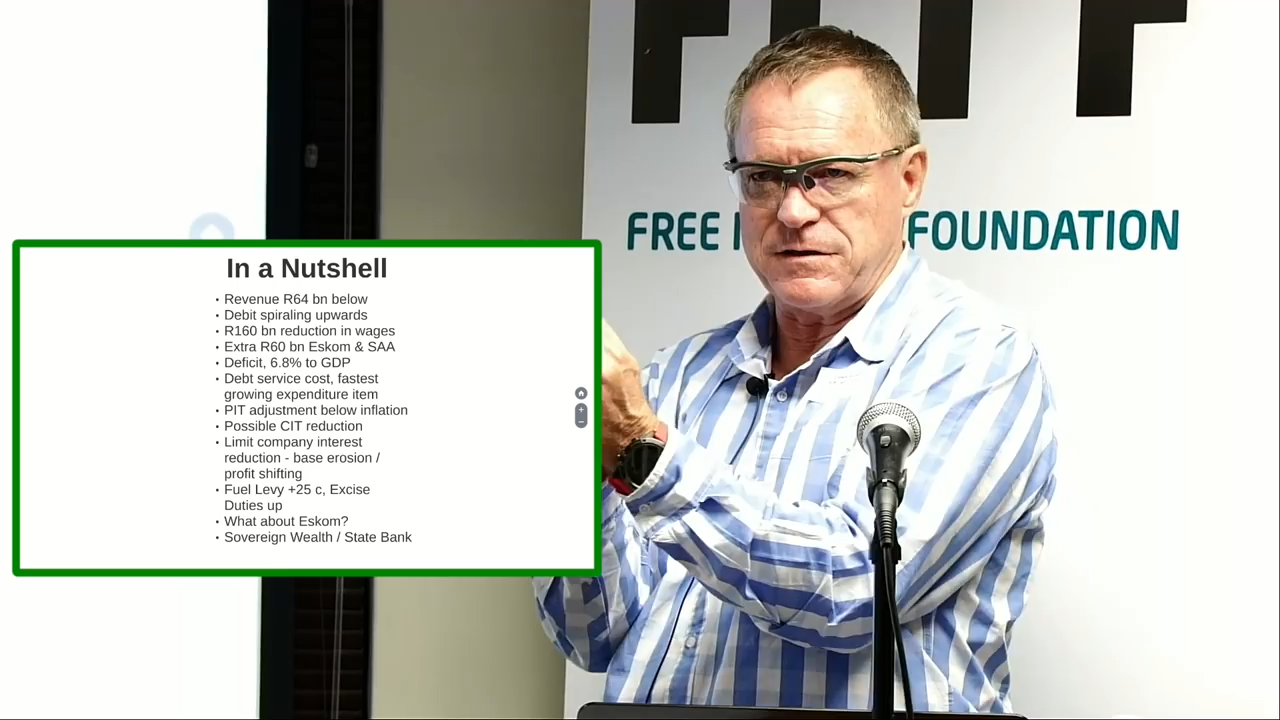 FREE FOUNDATION
In a Nutshell
• Revenue R64 bn below
• Debit spiraling upwards
• R160 bn reduction in wages
• Extra R60 bn Eskom & SAA
• Deficit, 6.8% to GDP
• Debt service cost, fastest
growing expenditure item
• PIT adjustment below inflation
• Possible CIT reduction
• Limit company interest
reduction - base erosion /
profit shifting
• Fuel Levy +25 c, Excise
Duties up
• What about Eskom?
• Sovereign Wealth / State Bank